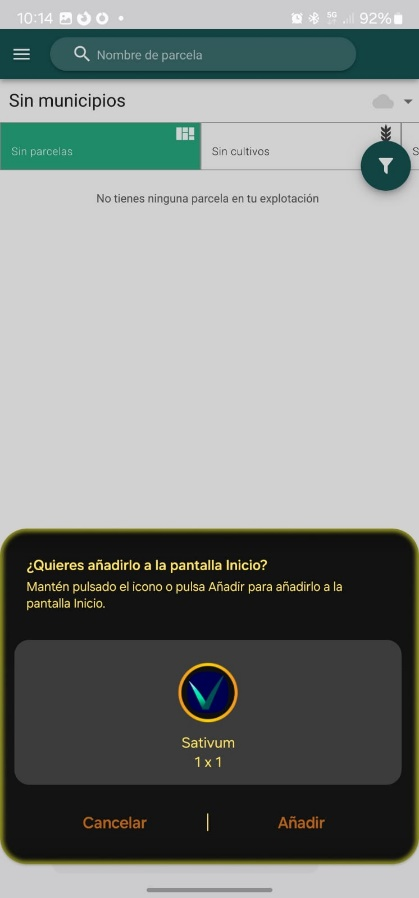 10:14
5G
92%
Nombre de parcela
Sin municipios
Sin parcelas
Sin cultivos
S
No tienes ninguna parcela en tu explotación
¿Quieres añadirlo a la pantalla Inicio?
Mantén pulsado el icono o pulsa Añadir para añadirlo a la
pantalla Inicio.
Sativum
1 x 1
Cancelar | Añadir